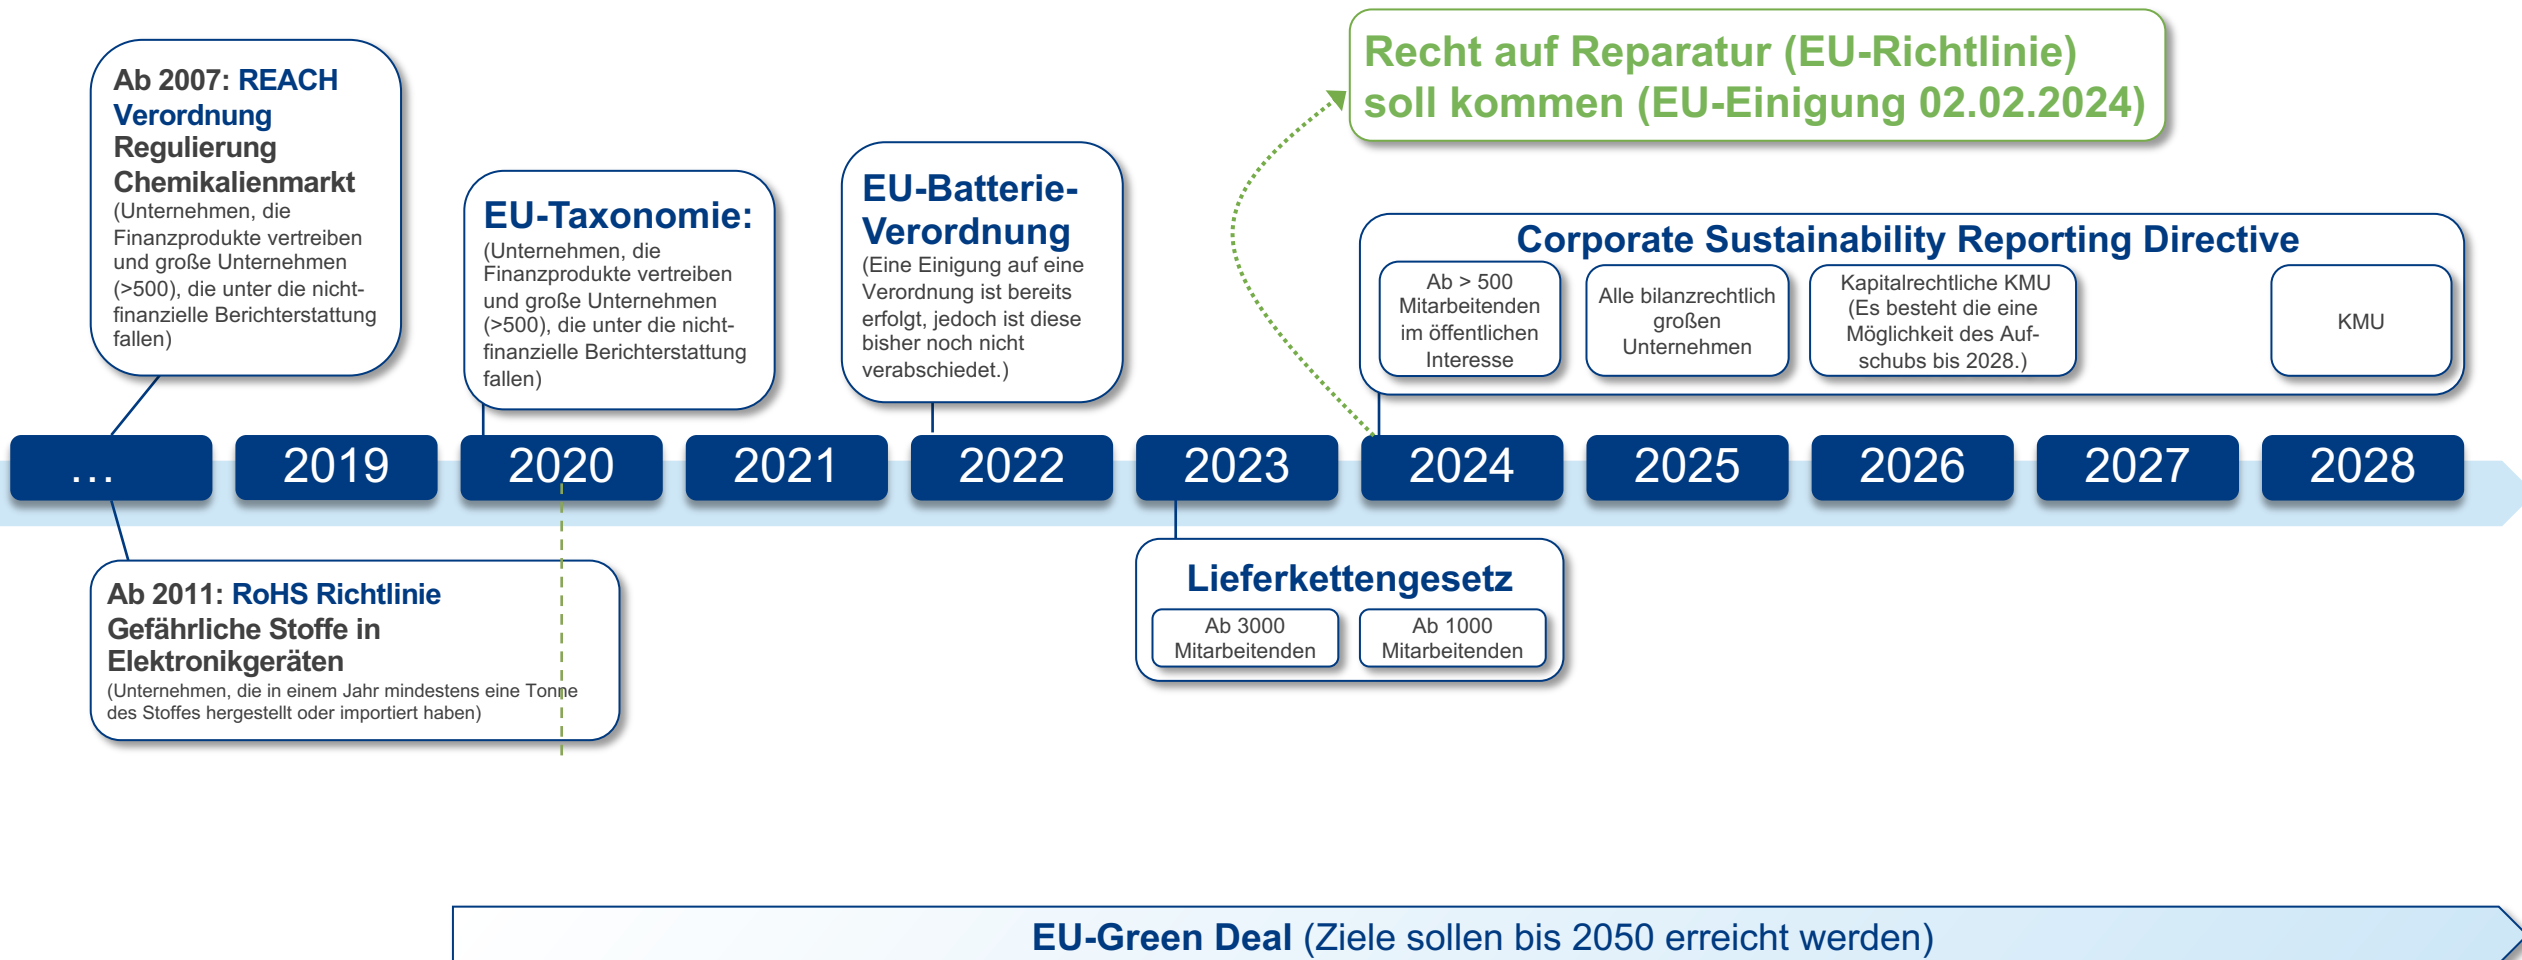 Recht auf Reparatur (EU-Richtlinie)
soll kommen (EU-Einigung 02.02.2024)
Ab 2007: REACH
Verordnung
Regulierung
Chemikalienmarkt
(Unternehmen, die
Finanzprodukte vertreiben
und große Unternehmen
(>500), die unter die nicht-
finanzielle Berichterstattung
fallen)
EU-Taxonomie:
(Unternehmen, die
Finanzprodukte vertreiben
und große Unternehmen
(>500), die unter die nicht-
finanzielle Berichterstattung
fallen)
EU-Batterie-
Verordnung
(Eine Einigung auf eine
Verordnung ist bereits
erfolgt, jedoch ist diese
bisher noch nicht
verabschiedet.)
Corporate Sustainability Reporting Directive
Ab > 500
Mitarbeitenden
im öffentlichen
Interesse
Alle bilanzrechtlich
großen
Unternehmen
Kapitalrechtliche KMU
(Es besteht die eine
Möglichkeit des Auf-
schubs bis 2028.)
KMU
...
2019
2020
2021
2022
2023
2024
2025
2026
2027
2028
Ab 2011: RoHS Richtlinie
Gefährliche Stoffe in
Elektronikgeräten
(Unternehmen, die in einem Jahr mindestens eine Tonne
des Stoffes hergestellt oder importiert haben)
Lieferkettengesetz
Ab 3000
Mitarbeitenden
Ab 1000
Mitarbeitenden
EU-Green Deal (Ziele sollen bis 2050 erreicht werden)